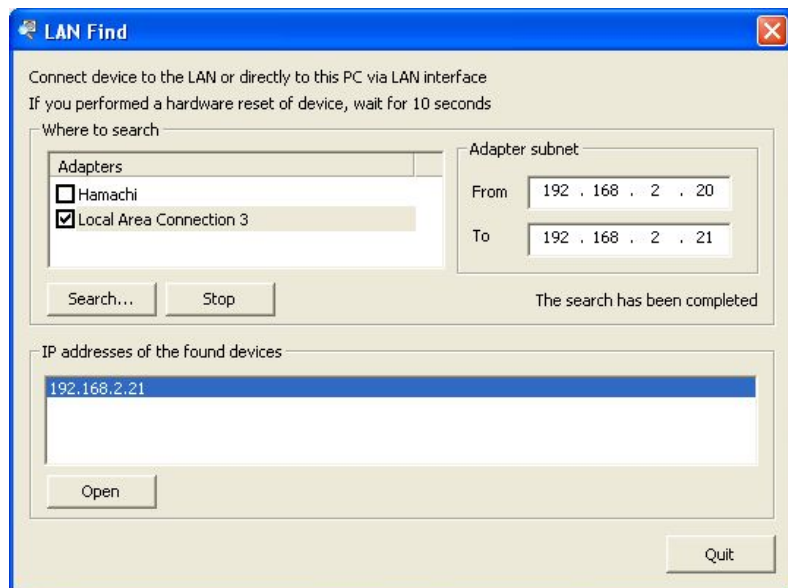 LAN Find
Connect device to the LAN or directly to this PC via LAN interface
If you performed a hardware reset of device, wait for 10 seconds
Where to search
Adapters
Hamachi
Local Area Connection 3
Adapter subnet
From 192 . 168 . 2 . 20
To 192 . 168 . 2 . 21
Search... Stop The search has been completed
IP addresses of the found devices
192.168.2.21
Open
Quit